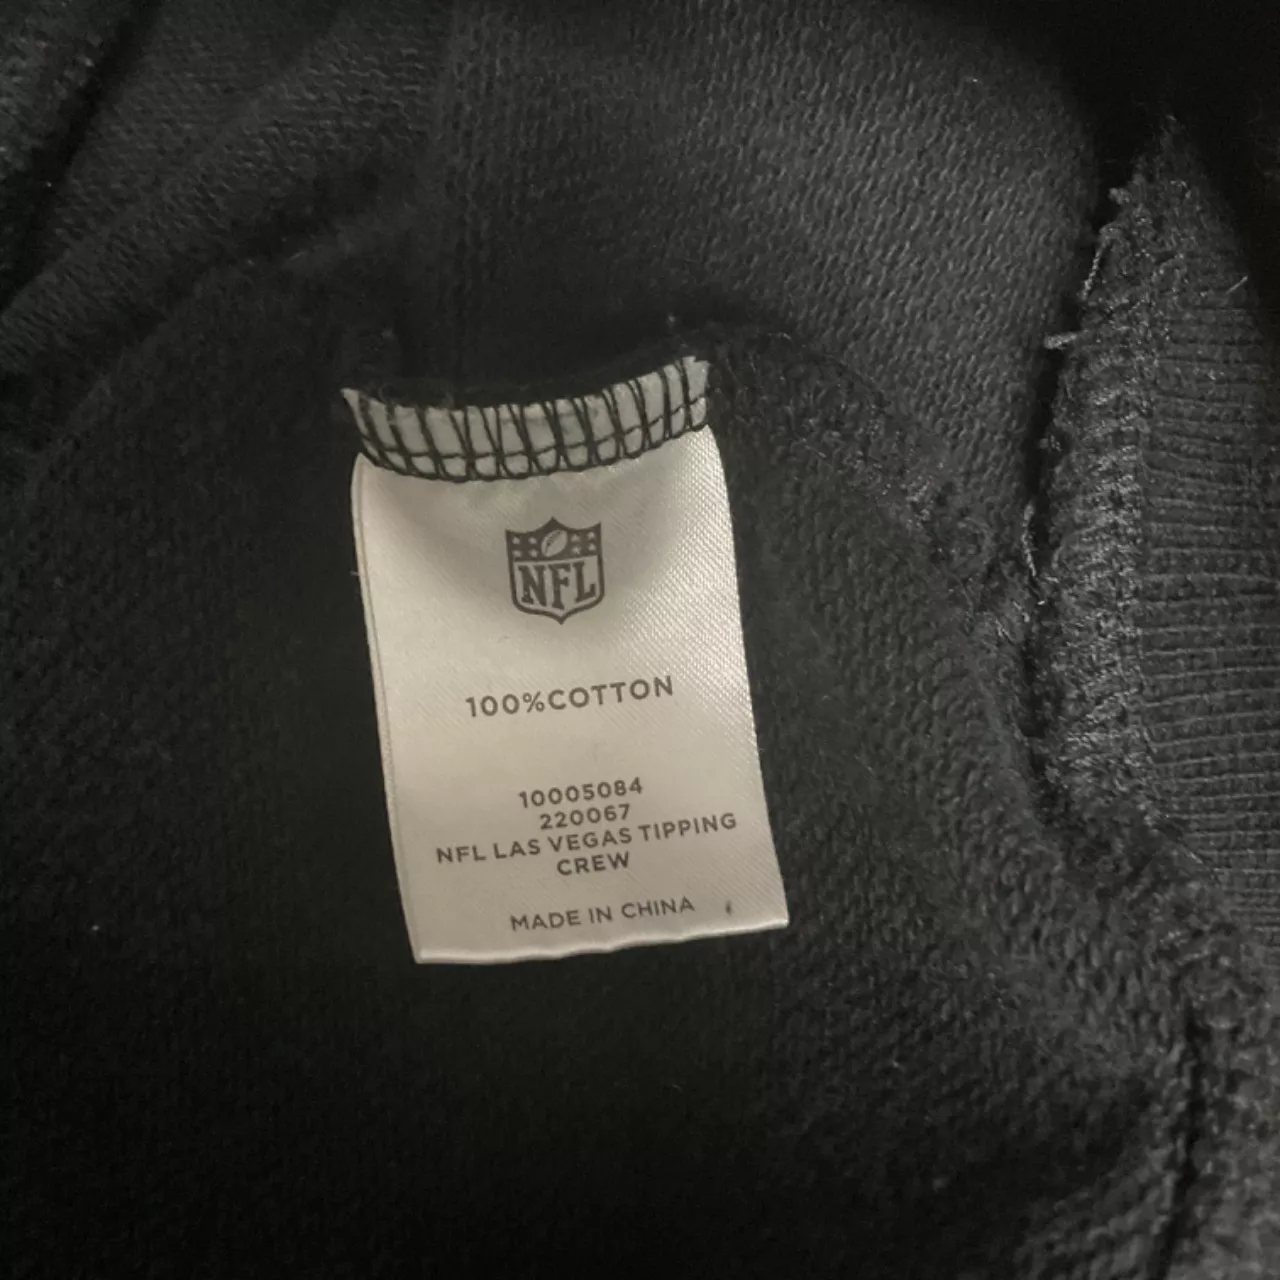 NFL
100%COTTON
10005084
220067
NFL LAS VEGAS TIPPING
CREW
MADE IN CHINA